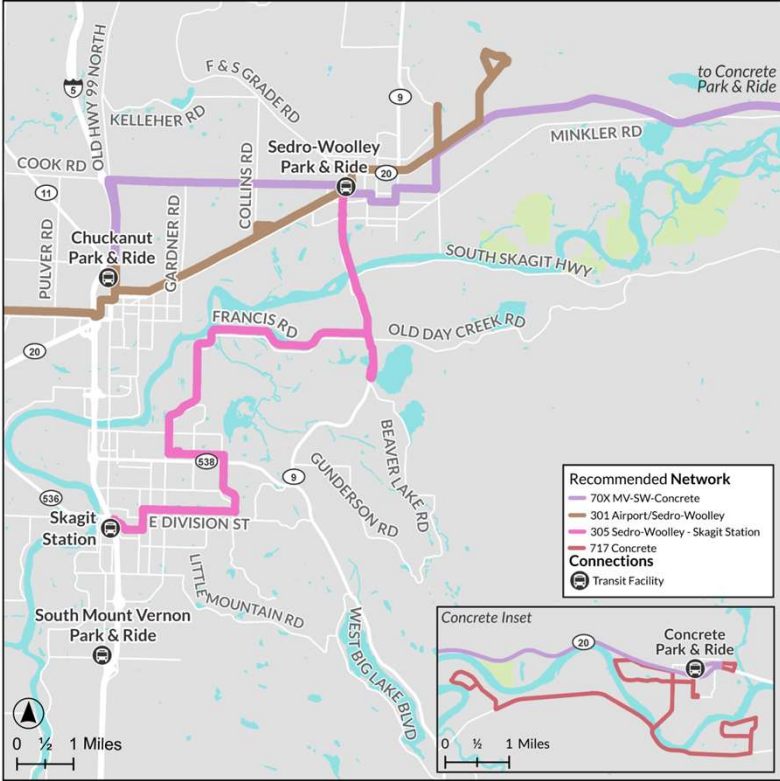 OLD HWY 99 NORTH
5
F & S GRADE RD
9
to Concrete
Park & Ride
KELLEHER RD
MINKLER RD
COOK RD
COLLINS RD
Sedro-Woolley
Park & Ride
20
11
PULVER RD
GARDNER RD
Chuckanut
Park & Ride
SOUTH SKAGIT HWY
FRANCIS RD
OLD DAY CREEK RD
20
538
9
GUNDERSON RD
BEAVER LAKE RD
536
Skagit
Station
E DIVISION ST
LITTLE MOUNTAIN RD
South Mount Vernon
Park & Ride
WEST BIG LAKE BLVD
0 ½ 1 Miles
Recommended Network
70X MV-SW-Concrete
301 Airport/Sedro-Woolley
305 Sedro-Woolley - Skagit Station
717 Concrete
Connections
Transit Facility
Concrete Inset
20
Concrete
Park & Ride
0 ½ 1 Miles